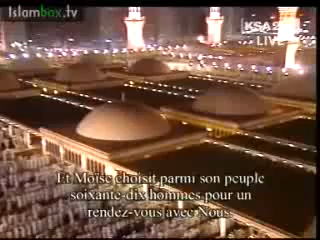 Islambox.tv
KSA 2
LIVE
Et Moïse choisit parmi son peuple
soixante-dix hommes pour un
rendez-vous avec Nous.